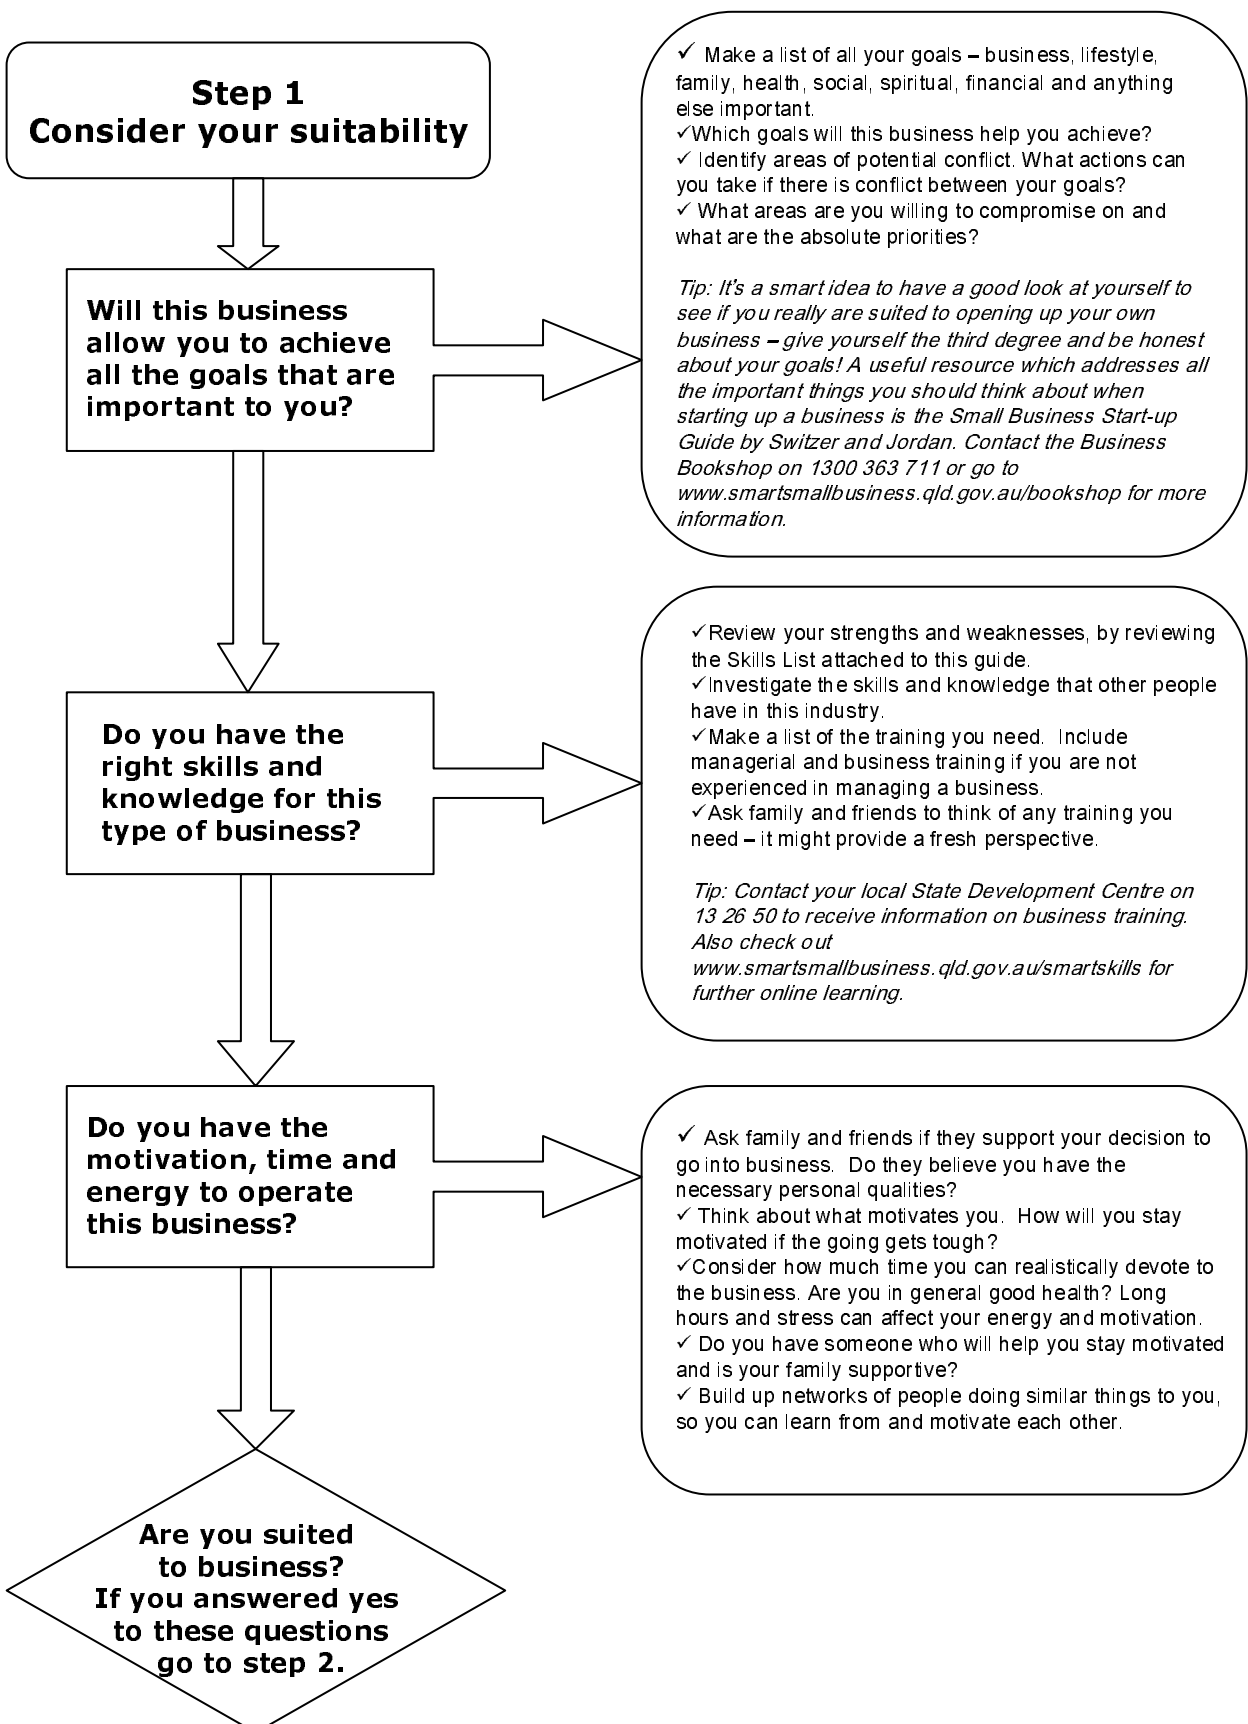 Step 1
Consider your suitability
Will this business
allow you to achieve
all the goals that are
important to you?
✓ Make a list of all your goals – business, lifestyle,
family, health, social, spiritual, financial and anything
else important.
✓Which goals will this business help you achieve?
✓ Identify areas of potential conflict. What actions can
you take if there is conflict between your goals?
✓ What areas are you willing to compromise on and
what are the absolute priorities?
Tip: It's a smart idea to have a good look at yourself to
see if you really are suited to opening up your own
business – give yourself the third degree and be honest
about your goals! A useful resource which addresses all
the important things you should think about when
starting up a business is the Small Business Start-up
Guide by Switzer and Jordan. Contact the Business
Bookshop on 1300 363 711 or go to
www.smartsmallbusiness.qld.gov.au/bookshop for more
information.
Do you have the
right skills and
knowledge for this
type of business?
✓Review your strengths and weaknesses, by reviewing
the Skills List attached to this guide.
✓Investigate the skills and knowledge that other people
have in this industry.
✓Make a list of the training you need.  Include
managerial and business training if you are not
experienced in managing a business.
✓Ask family and friends to think of any training you
need – it might provide a fresh perspective.
Tip: Contact your local State Development Centre on
13 26 50 to receive information on business training.
Also check out
www.smartsmallbusiness.qld.gov.au/smartskills for
further online learning.
Do you have the
motivation, time and
energy to operate
this business?
✓ Ask family and friends if they support your decision to
go into business.  Do they believe you have the
necessary personal qualities?
✓ Think about what motivates you.  How will you stay
motivated if the going gets tough?
✓Consider how much time you can realistically devote to
the business. Are you in general good health? Long
hours and stress can affect your energy and motivation.
✓ Do you have someone who will help you stay motivated
and is your family supportive?
✓ Build up networks of people doing similar things to you,
so you can learn from and motivate each other.
Are you suited
to business?
If you answered yes
to these questions
go to step 2.